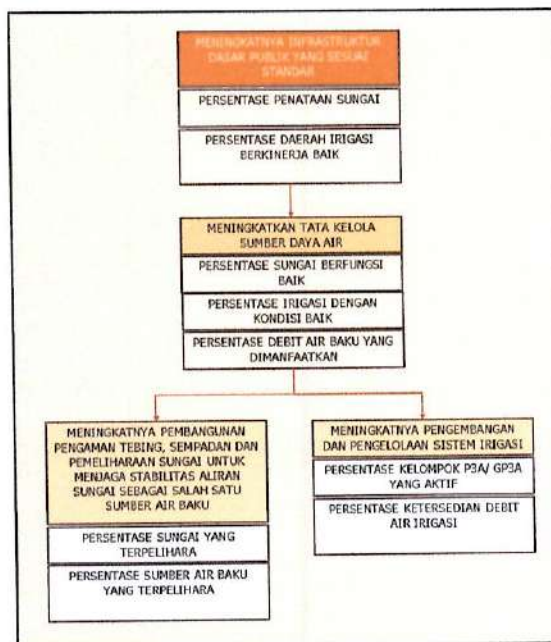 MENINGKATNYA INFRASTRUKTUR
DASAR PUBLIK YANG SESUAI
STANDAR
PERSENTASE PENATAAN SUNGAI
PERSENTASE DAERAH IRIGASI
BERKINERJA BAIK
MENINGKATKAN TATA KELOLA
SUMBER DAYA AIR
PERSENTASE SUNGAI BERFUNGSI
BAIK
PERSENTASE IRIGASI DENGAN
KONDISI BAIK
PERSENTASE DEBIT AIR BAKU YANG
DIMANFAATKAN
MENINGKATNYA PEMBANGUNAN
PENGAMAN TEBING, SEMPADAN DAN
PEMELIHARAAN SUNGAI UNTUK
MENJAGA STABILITAS ALIRAN
SUNGAI SEBAGAI SALAH SATU
SUMBER AIR BAKU
PERSENTASE SUNGAI YANG
TERPELIHARA
PERSENTASE SUMBER AIR BAKU
YANG TERPELIHARA
MENINGKATNYA PENGEMBANGAN
DAN PENGELOLAAN SISTEM IRIGASI
PERSENTASE KELOMPOK P3A/ GP3A
YANG AKTIF
PERSENTASE KETERSEDIAN DEBIT
AIR IRIGASI